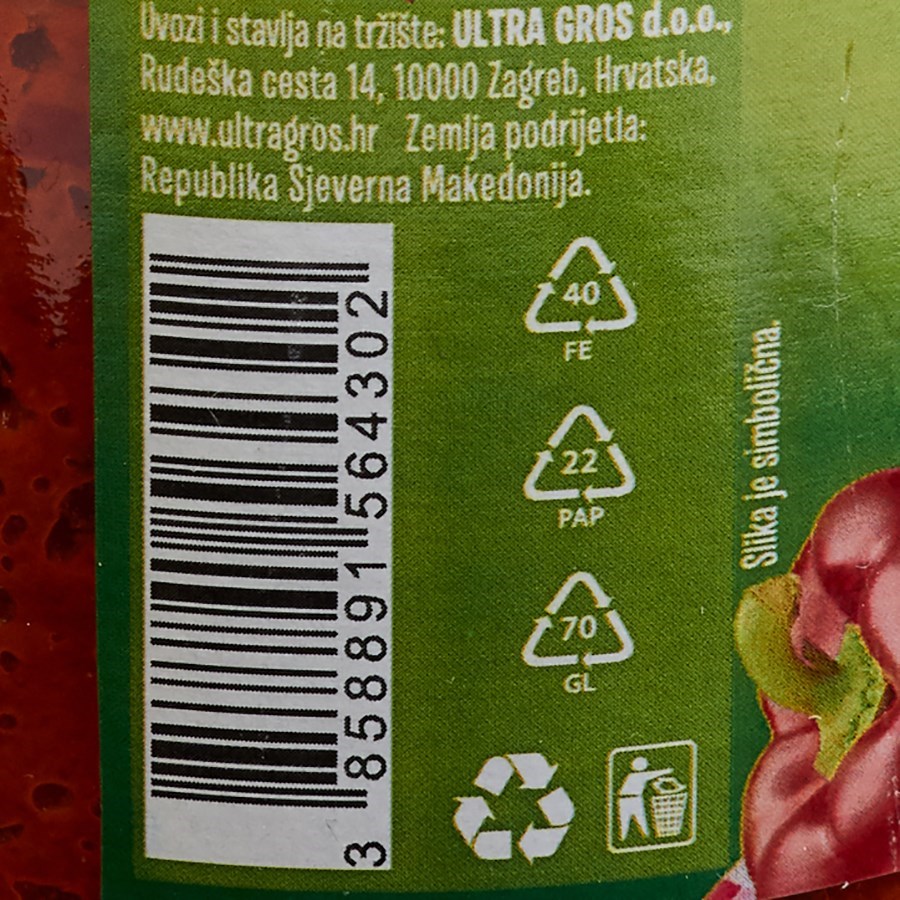 Uvozi i stavlja na tržište: ULTRA GROS d.o.o.,
Rudeška cesta 14, 10000 Zagreb, Hrvatska.
www.ultragros.hr Zemlja podrijetla:
Republika Sjeverna Makedonija.
3 858891 564302
40
FE
22
PAP
70
GL
Slika je simbolična.